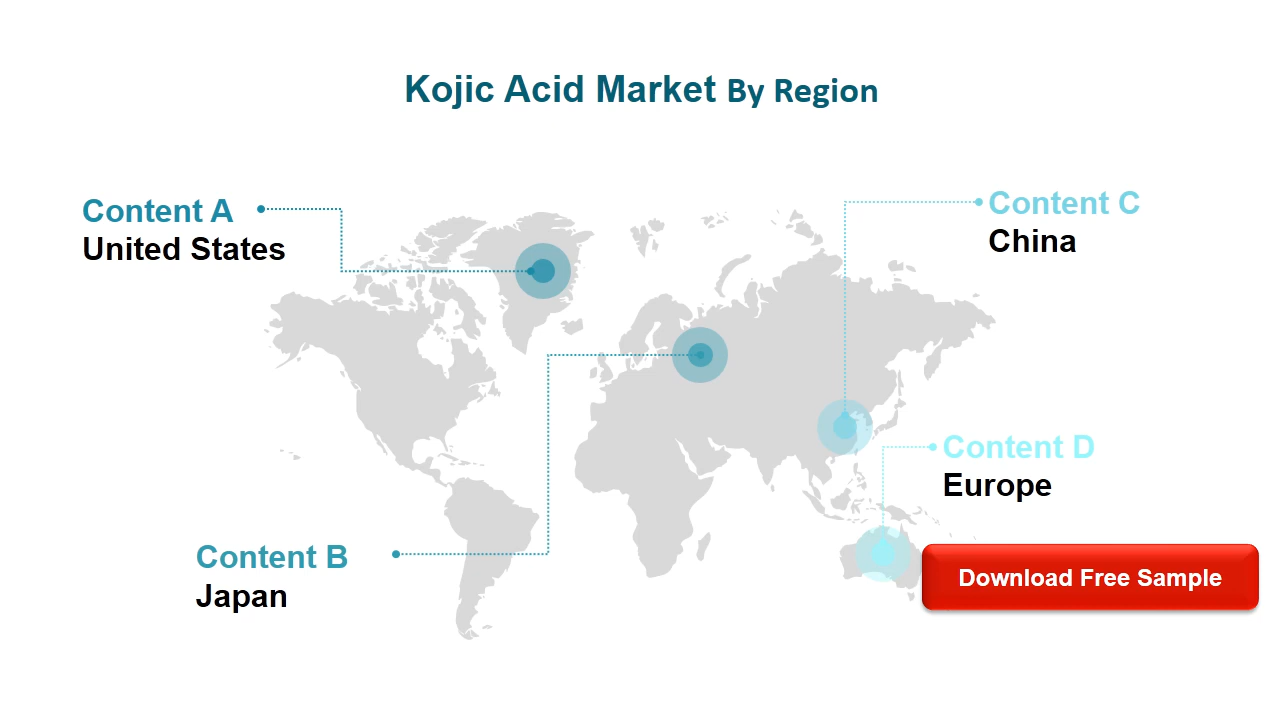 Kojic Acid Market By Region
Content A
United States
Content C
China
Content D
Europe
Content B
Japan
Download Free Sample